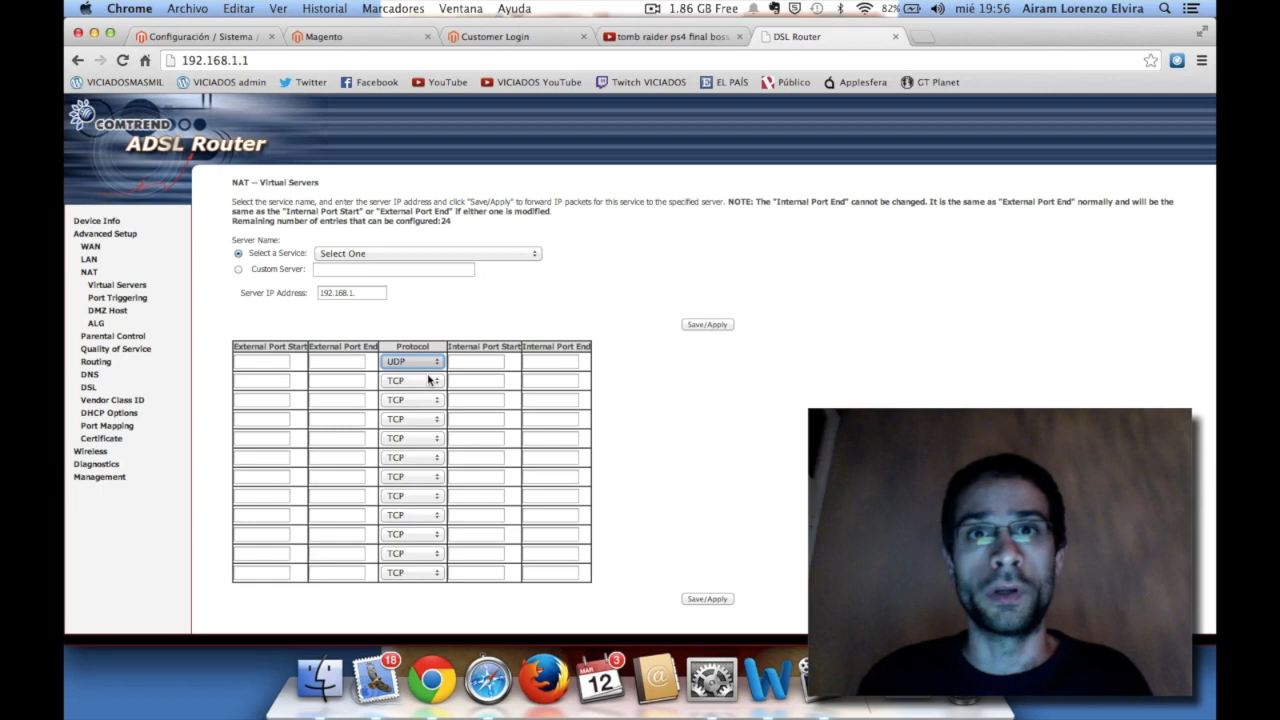 Chrome Archivo Editar Ver Historial Marcadores Ventana Ayuda 1.86 GB Free 82% mié 19:56 Airam Lorenzo Elvira
Configuración / Sistema / Magento Customer Login tomb raider ps4 final boss DSL Router
192.168.1.1
VICIADOSMASMIL VICIADOS admin Twitter Facebook YouTube VICIADOS YouTube Twitch VICIADOS EL PAÍS Público Applesfera GT Planet
COMTREND
ADSL Router
Device Info
Advanced Setup
WAN
LAN
NAT
Virtual Servers
Port Triggering
DMZ Host
ALG
Parental Control
Quality of Service
Routing
DNS
DSL
Vendor Class ID
DHCP Options
Port Mapping
Certificate
Wireless
Diagnostics
Management
NAT -- Virtual Servers
Select the service name, and enter the server IP address and click "Save/Apply" to forward IP packets for this service to the specified server. NOTE: The "Internal Port End" cannot be changed. It is the same as "External Port End" normally and will be the
same as the "Internal Port Start" or "External Port End" if either one is modified.
Remaining number of entries that can be configured:24
Server Name:
Select a Service: Select One
Custom Server:
Server IP Address: 192.168.1.
Save/Apply
External Port Start External Port End Protocol Internal Port Start Internal Port End
UDP
TCP
TCP
TCP
TCP
TCP
TCP
TCP
TCP
TCP
TCP
TCP
Save/Apply
18
MAR
12
3
W